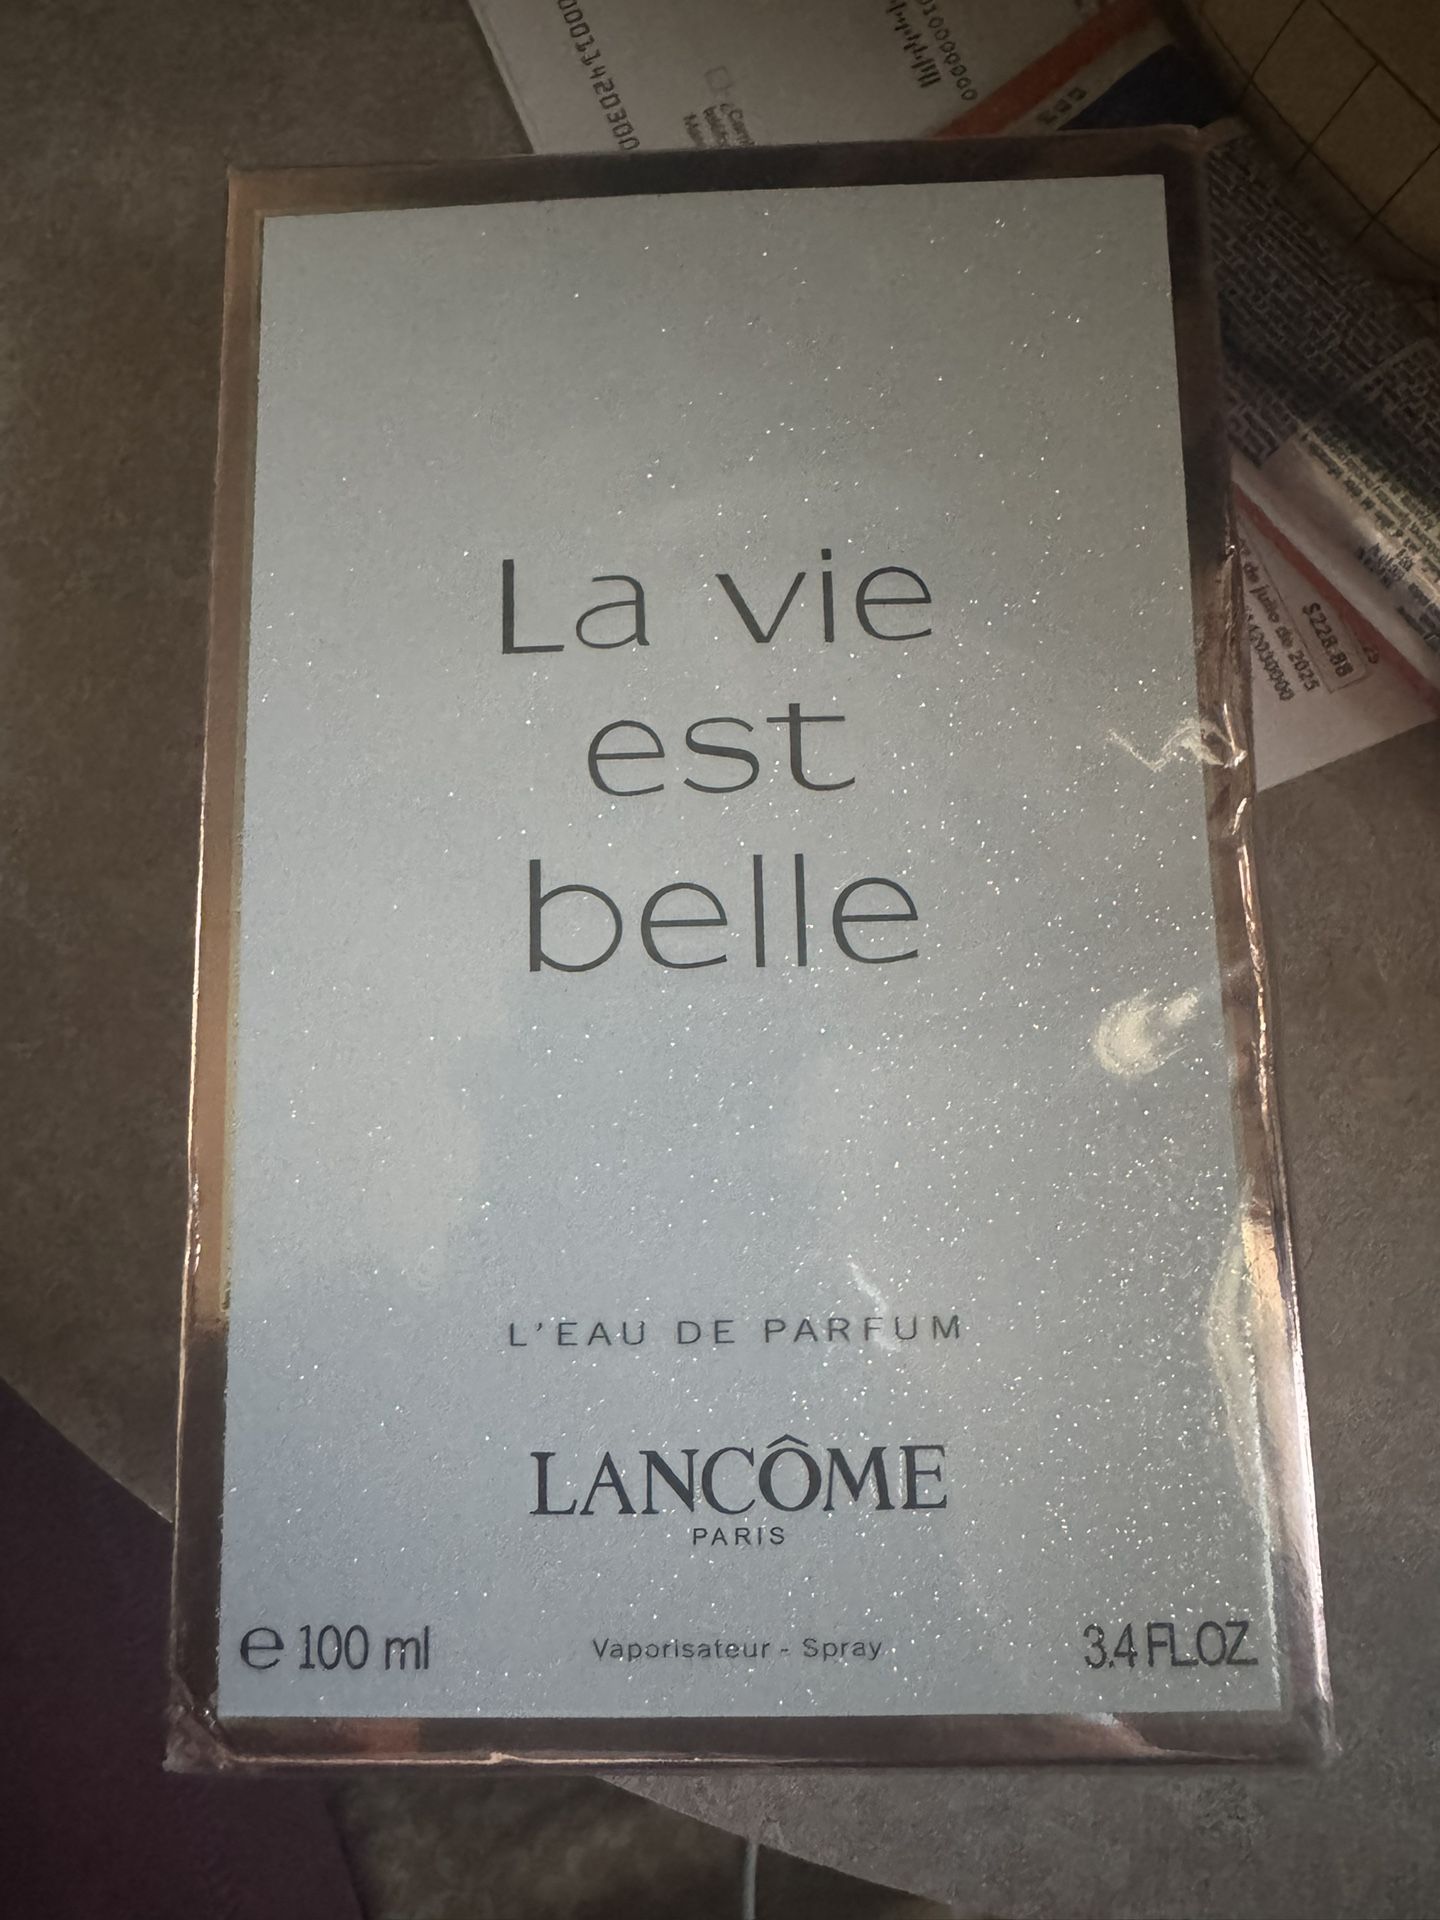 La vie
est
belle
L'EAU DE PARFUM
LANCÔME
PARIS
e 100 ml
Vaporisateur - Spray
3.4 FL.OZ.
$228.88
de julio de 2025